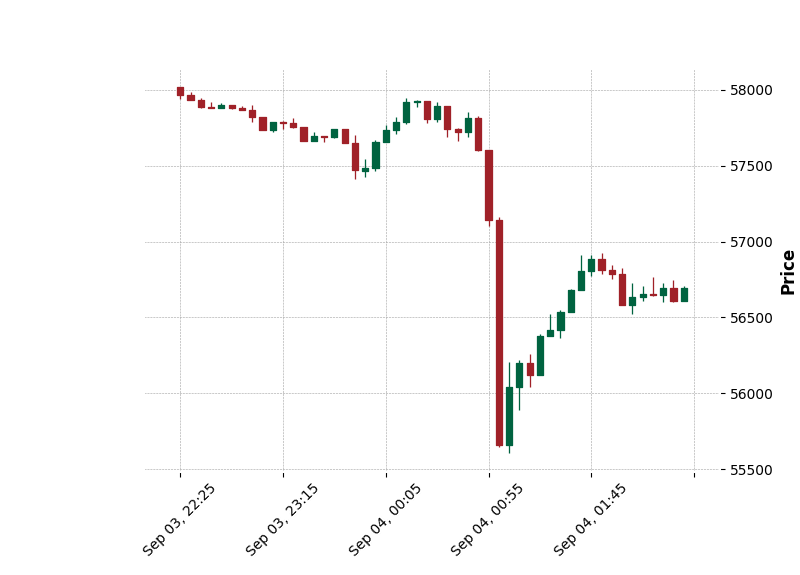 58000
57500
57000
56500
56000
55500
Price
Sep 03, 22:25
Sep 03, 23:15
Sep 04, 00:05
Sep 04, 00:55
Sep 04, 01:45